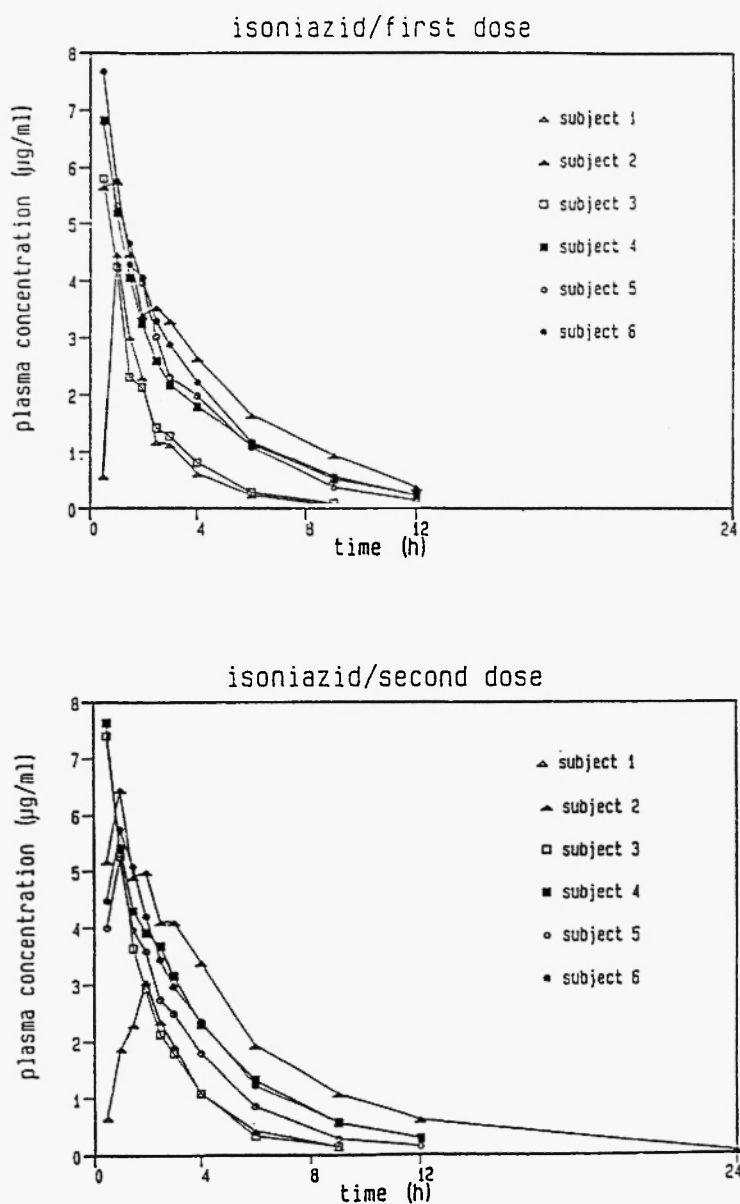 isoniazid/first dose
8
7
6
5
4
3
2
1
0
plasma concentration (µg/ml)
subject 1
subject 2
subject 3
subject 4
subject 5
subject 6
0 4 8 12 24
time (h)
isoniazid/second dose
8
7
6
5
4
3
2
1
0
plasma concentration (µg/ml)
subject 1
subject 2
subject 3
subject 4
subject 5
subject 6
0 4 8 12 24
time (h)